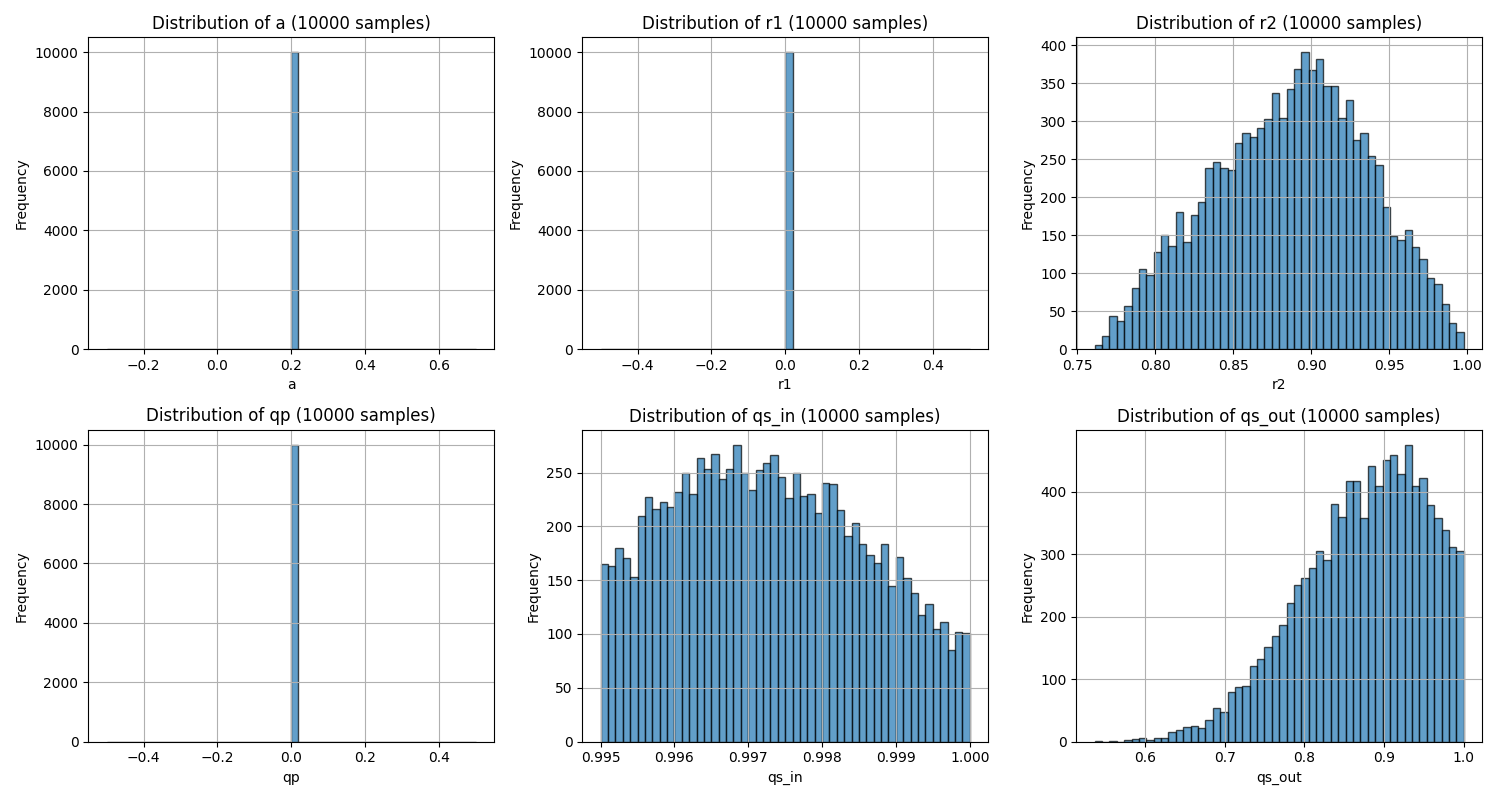 Distribution of a (10000 samples)
Frequency
10000
8000
6000
4000
2000
0
−0.2 0.0 0.2 0.4 0.6
a
Distribution of r1 (10000 samples)
Frequency
10000
8000
6000
4000
2000
0
−0.4 −0.2 0.0 0.2 0.4
r1
Distribution of r2 (10000 samples)
Frequency
400
350
300
250
200
150
100
50
0
0.75 0.80 0.85 0.90 0.95 1.00
r2
Distribution of qp (10000 samples)
Frequency
10000
8000
6000
4000
2000
0
−0.4 −0.2 0.0 0.2 0.4
qp
Distribution of qs_in (10000 samples)
Frequency
250
200
150
100
50
0
0.995 0.996 0.997 0.998 0.999 1.000
qs_in
Distribution of qs_out (10000 samples)
Frequency
400
300
200
100
0
0.6 0.7 0.8 0.9 1.0
qs_out